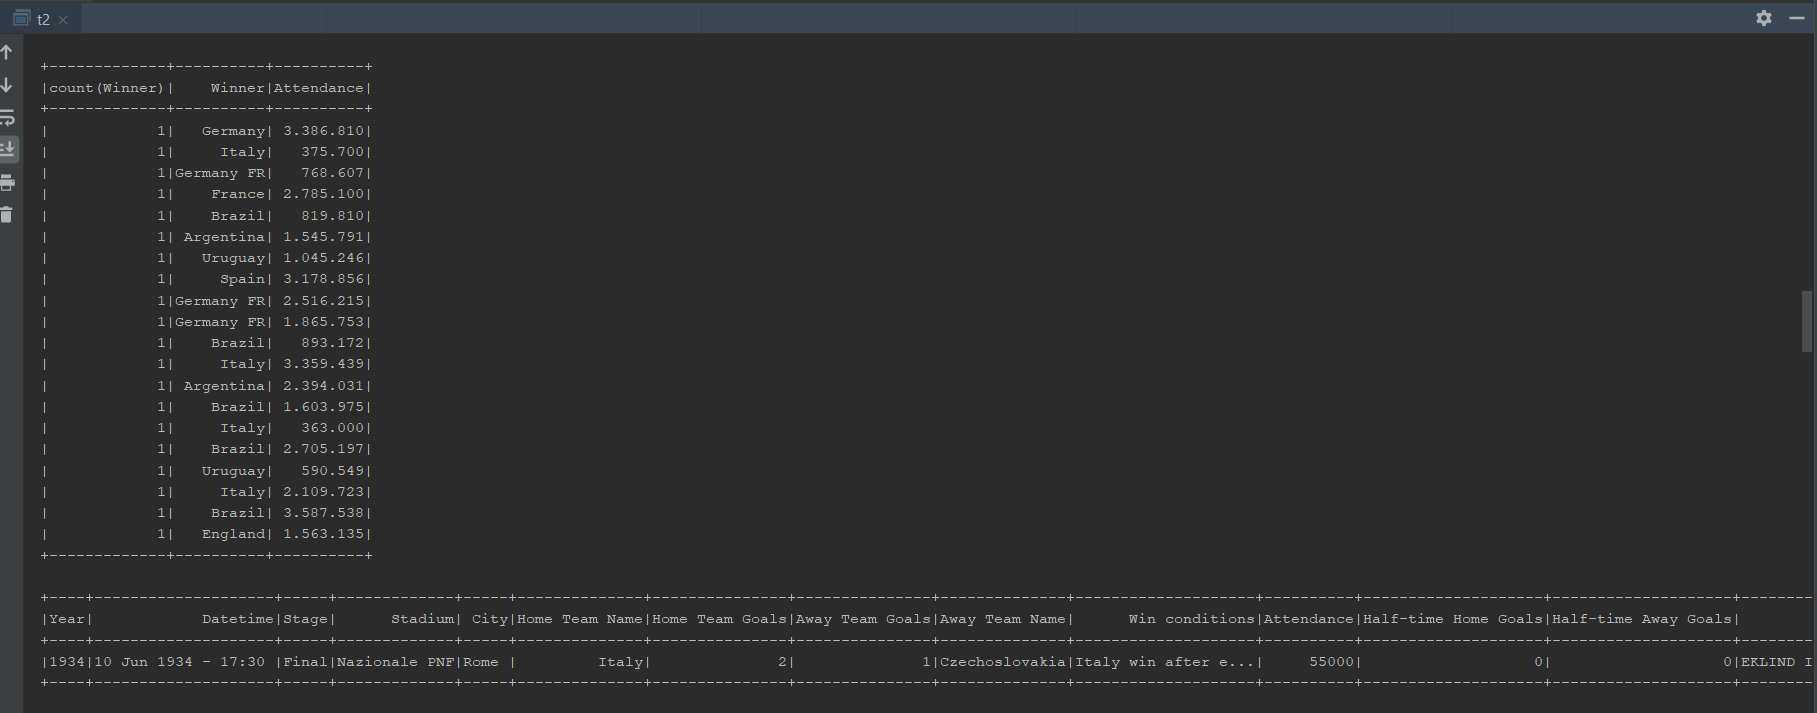 t2
+-------------+----------+----------+
|count(Winner)|    Winner|Attendance|
+-------------+----------+----------+
|            1|   Germany| 3.386.810|
|            1|     Italy|   375.700|
|            1|Germany FR|   768.607|
|            1|    France| 2.785.100|
|            1|    Brazil|   819.810|
|            1| Argentina| 1.545.791|
|            1|   Uruguay| 1.045.246|
|            1|     Spain| 3.178.856|
|            1|Germany FR| 2.516.215|
|            1|Germany FR| 1.865.753|
|            1|    Brazil|   893.172|
|            1|     Italy| 3.359.439|
|            1| Argentina| 2.394.031|
|            1|    Brazil| 1.603.975|
|            1|     Italy|   363.000|
|            1|    Brazil| 2.705.197|
|            1|   Uruguay|   590.549|
|            1|     Italy| 2.109.723|
|            1|    Brazil| 3.587.538|
|            1|   England| 1.563.135|
+-------------+----------+----------+
+----+--------------------+-----+-------------+-----+--------------+---------------+---------------+--------------+--------------------+----------+--------------------+--------------------+--------
|Year|            Datetime|Stage|      Stadium| City|Home Team Name|Home Team Goals|Away Team Goals|Away Team Name|      Win conditions|Attendance|Half-time Home Goals|Half-time Away Goals|
+----+--------------------+-----+-------------+-----+--------------+---------------+---------------+--------------+--------------------+----------+--------------------+--------------------+--------
|1934|10 Jun 1934 - 17:30 |Final|Nazionale PNF|Rome |         Italy|              2|              1|Czechoslovakia|Italy win after e...|     55000|                   0|                   0|EKLIND I
+----+--------------------+-----+-------------+-----+--------------+---------------+---------------+--------------+--------------------+----------+--------------------+--------------------+--------